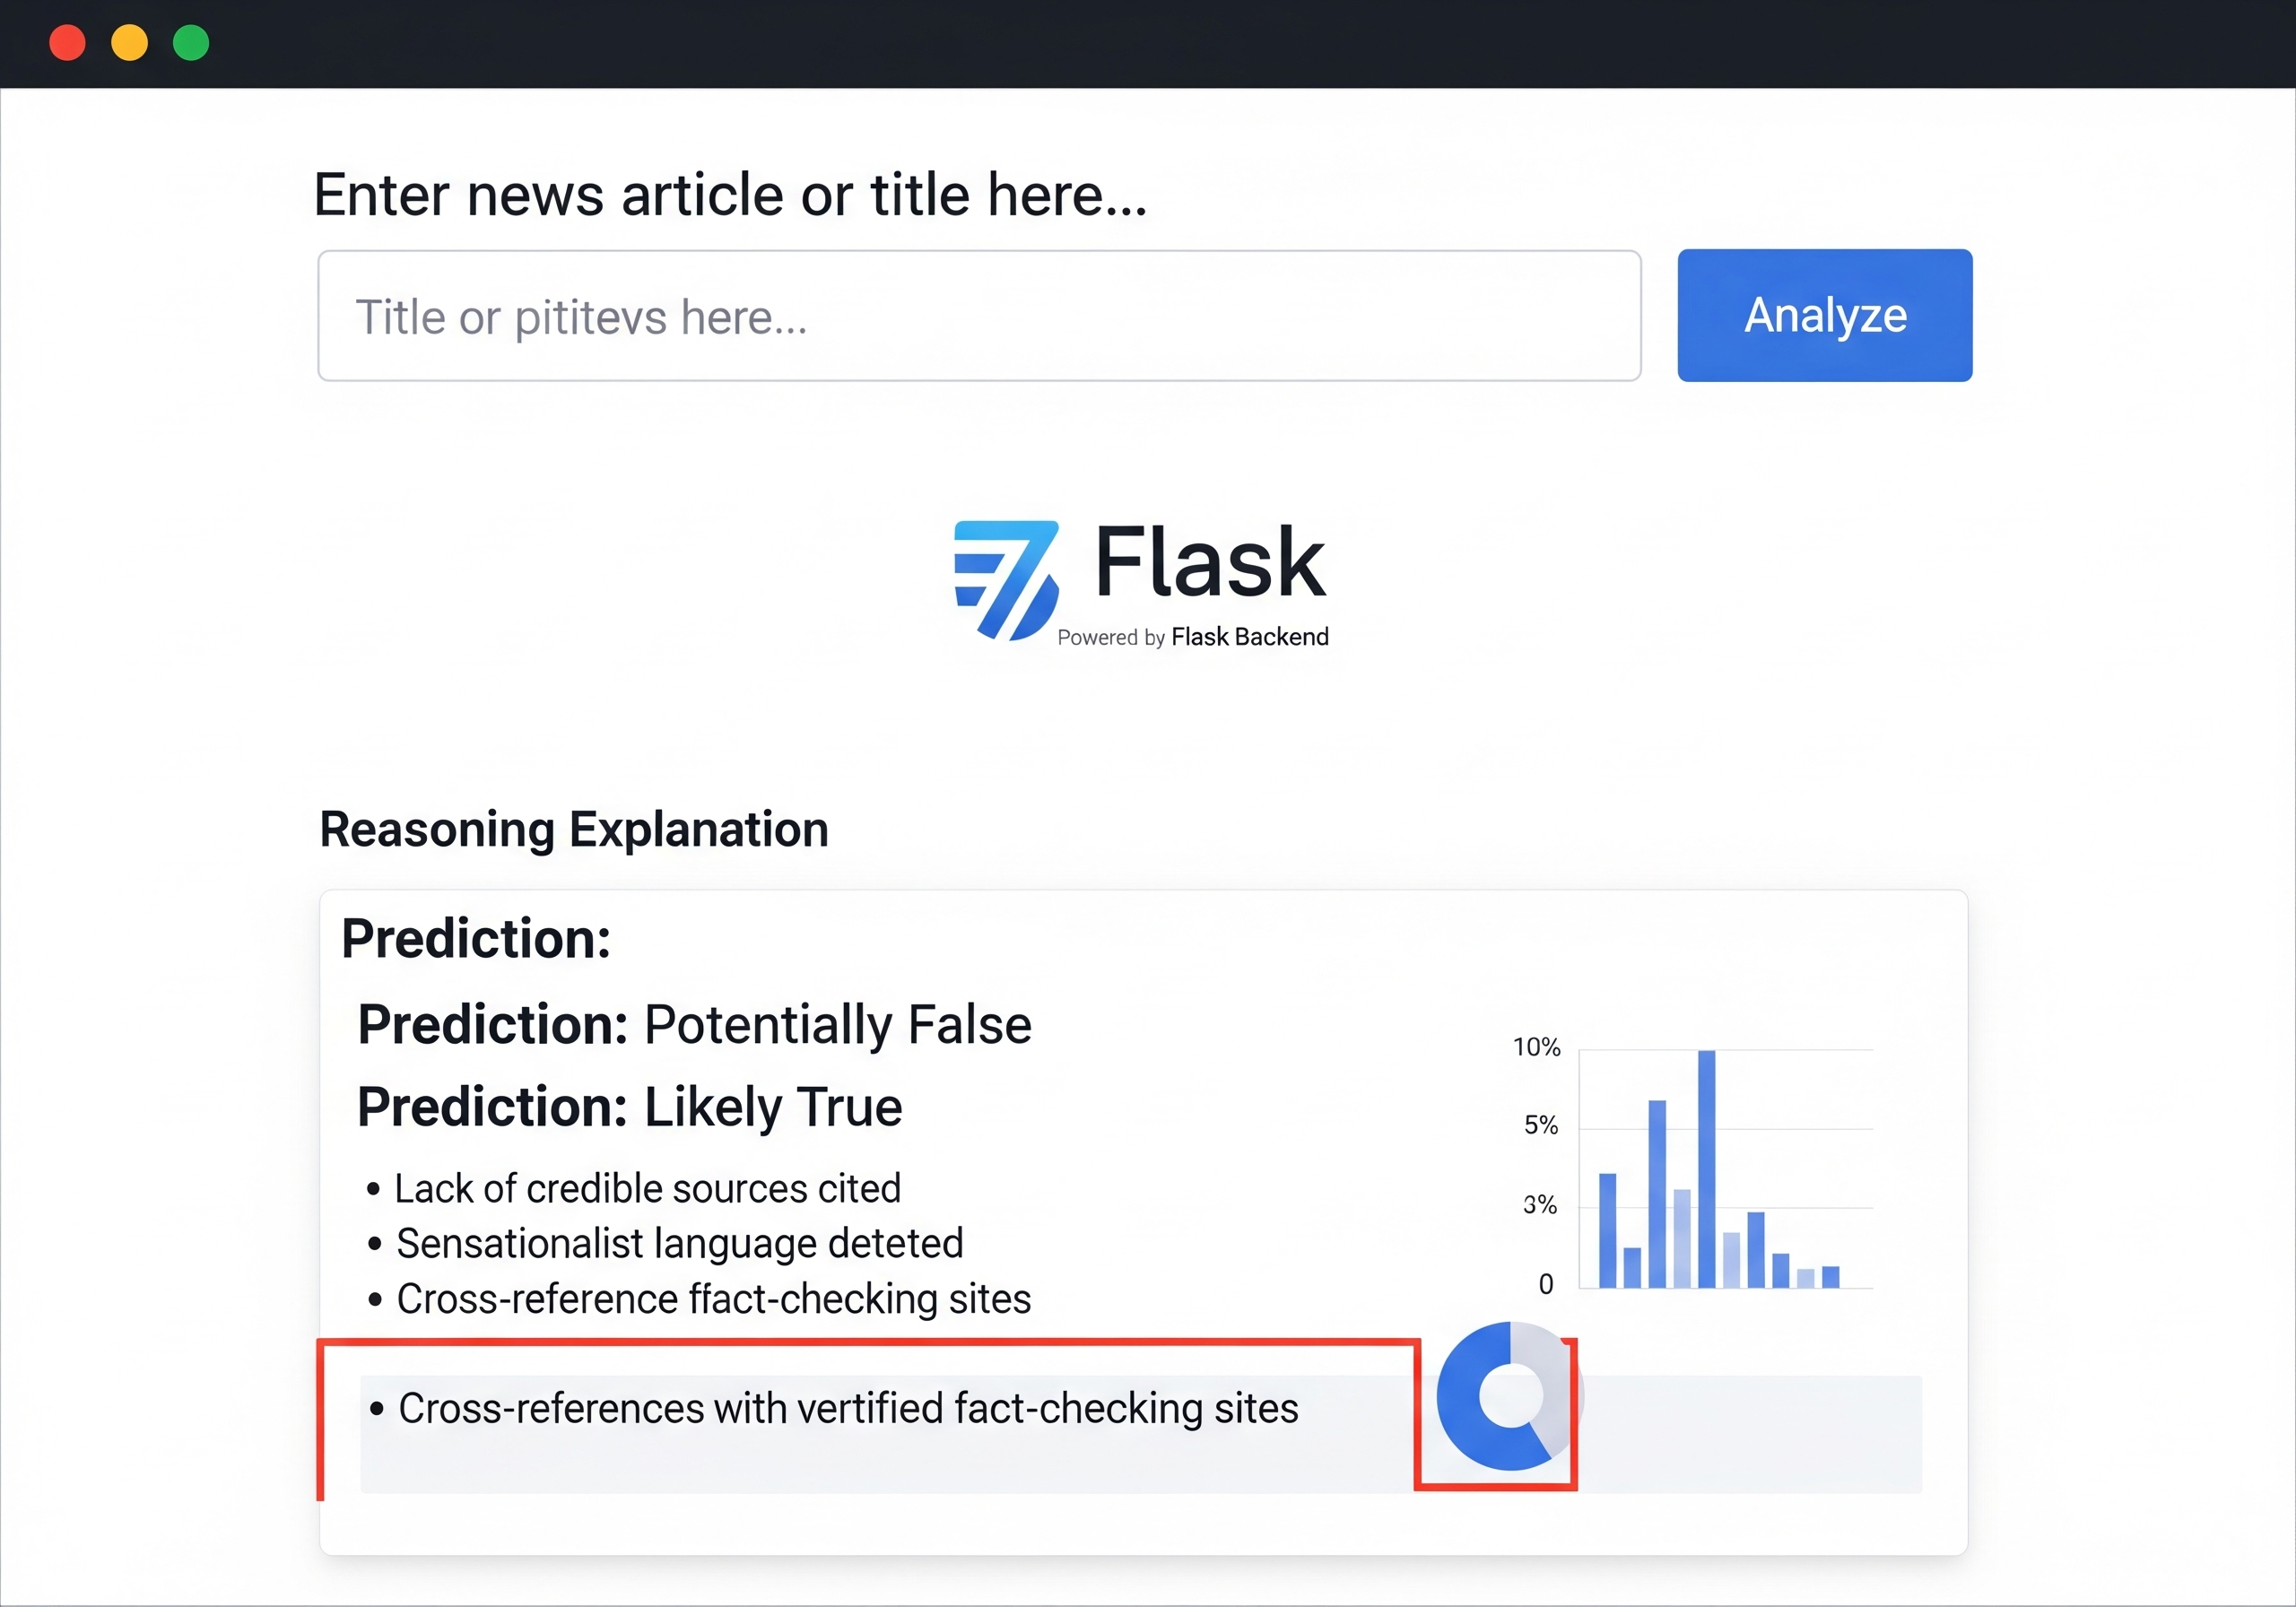 Enter news article or title here...
Title or pititevs here...
Analyze
Flask
Powered by Flask Backend
Reasoning Explanation
Prediction:
Prediction: Potentially False
Prediction: Likely True
• Lack of credible sources cited
• Sensationalist language deteted
• Cross-reference ffact-checking sites
• Cross-references with vertified fact-checking sites
10%
5%
3%
0